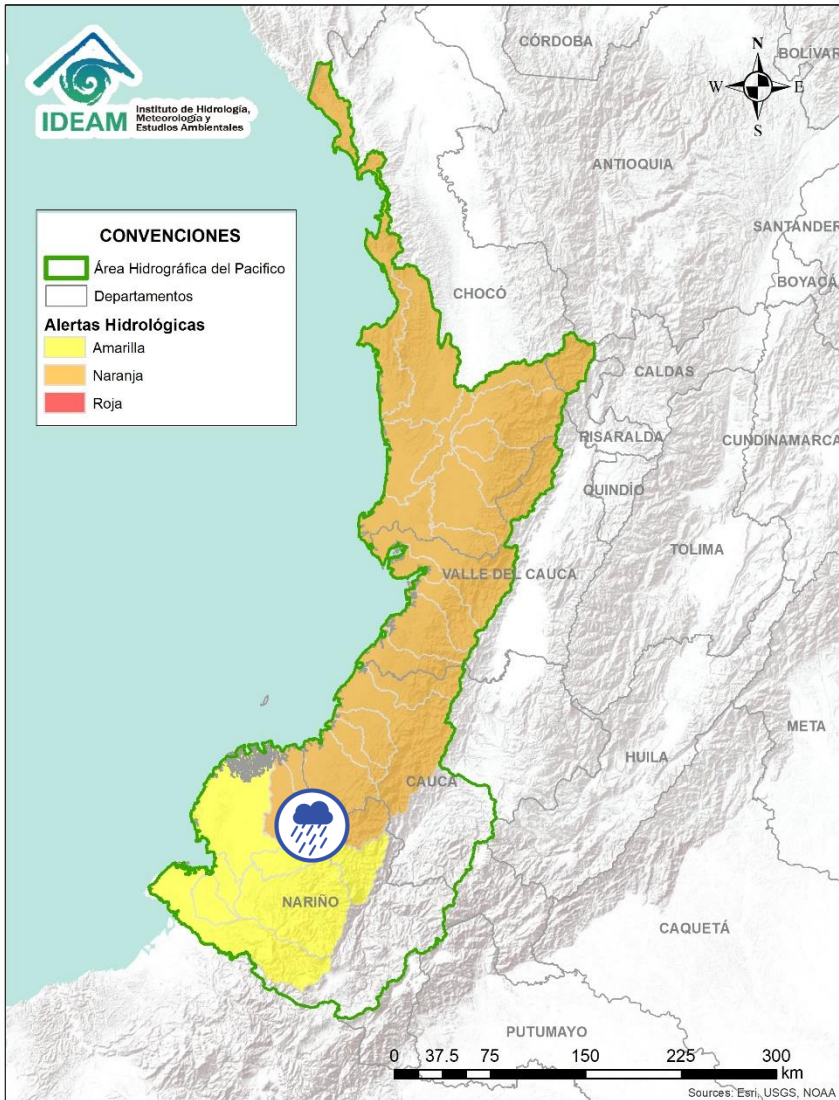 IDEAM
Instituto de Hidrología,
Meteorología y
Estudios Ambientales
CÓRDOBA
BOLÍVAR
N
W
E
S
ANTIOQUIA
SANTANDER
BOYACÁ
CONVENCIONES
Área Hidrográfica del Pacifico
Departamentos
Alertas Hidrológicas
Amarilla
Naranja
Roja
CHOCÓ
CALDAS
RISARALDA
CUNDINAMARCA
QUINDÍO
TOLIMA
VALLE DEL CAUCA
META
HUILA
CAUCA
NARIÑO
CAQUETÁ
PUTUMAYO
0 37.5 75 150 225 300
km
Sources: Esri, USGS, NOAA